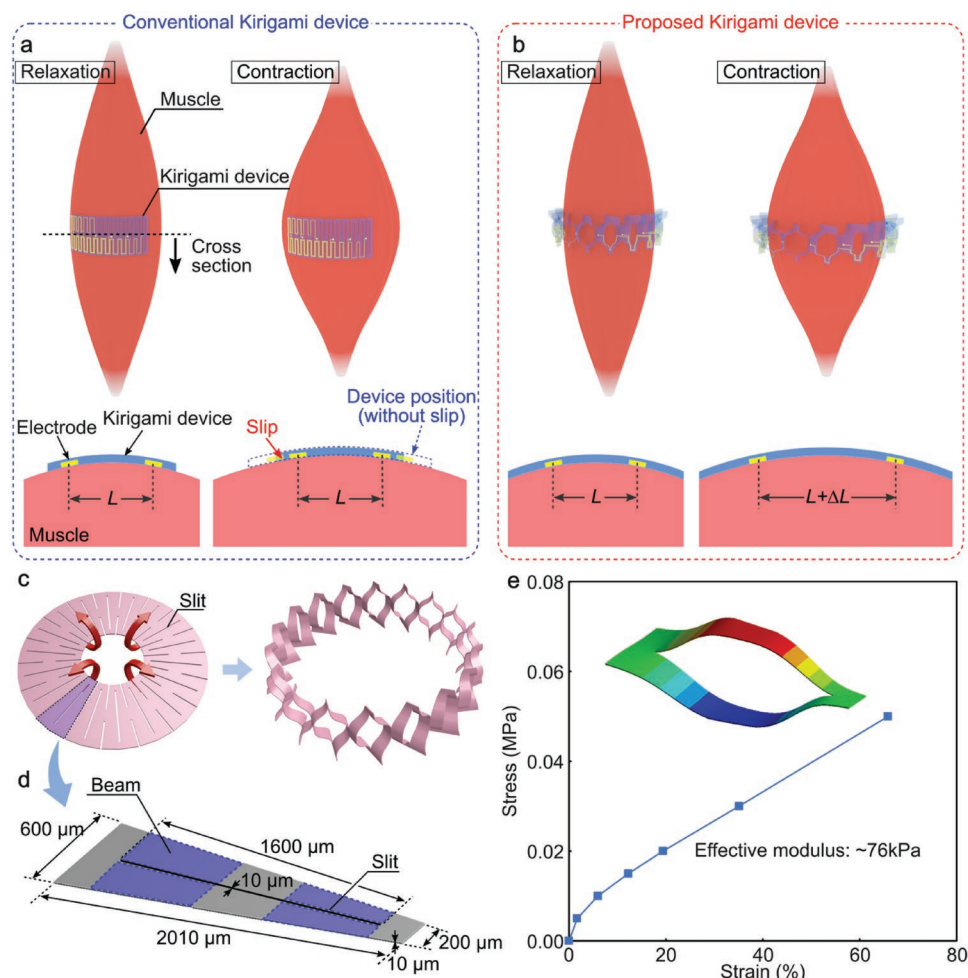 Conventional Kirigami device
Proposed Kirigami device
a
Relaxation
Contraction
Muscle
Kirigami device
Cross
section
Electrode
Kirigami device
Slip
Device position
(without slip)
L
L
Muscle
b
Relaxation
Contraction
L
L+ΔL
c
Slit
d
Beam
600 μm
1600 μm
Slit
10 μm
2010 μm
200 μm
10 μm
e
0.08
0.06
0.04
0.02
0.00
Stress (MPa)
Effective modulus: ~76kPa
0
20
40
60
80
Strain (%)